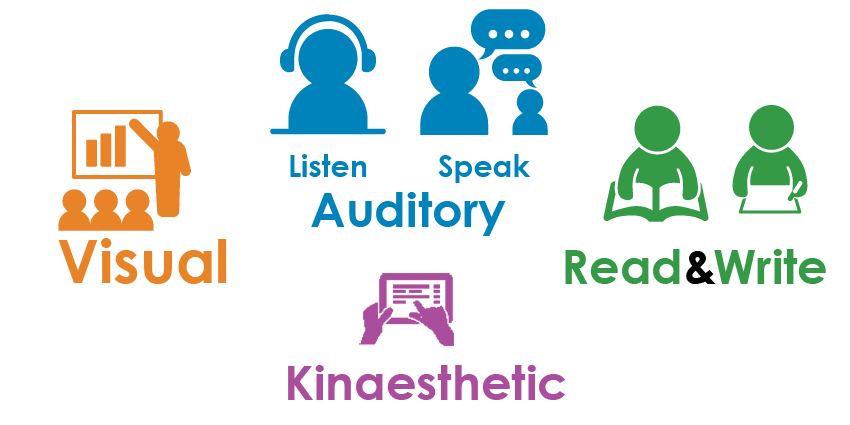 Listen
Speak
Auditory
Visual
Read&Write
Kinaesthetic